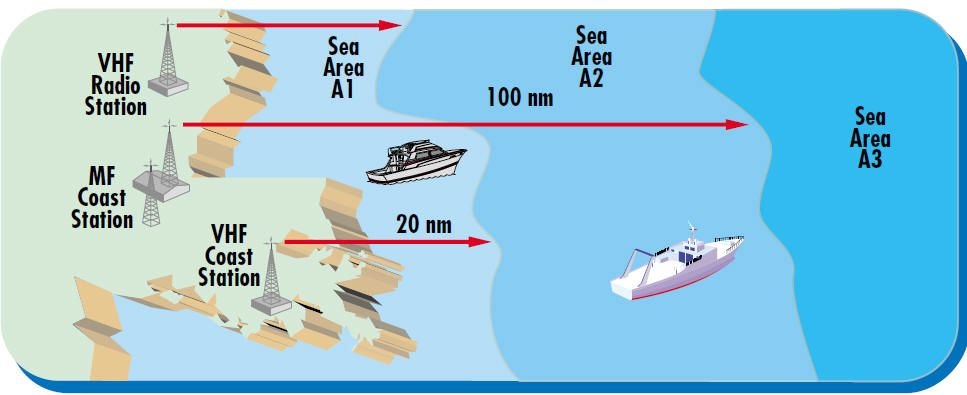 VHF
Radio
Station
Sea
Area
A1
Sea
Area
A2
100 nm
Sea
Area
A3
MF
Coast
Station
VHF
Coast
Station
20 nm